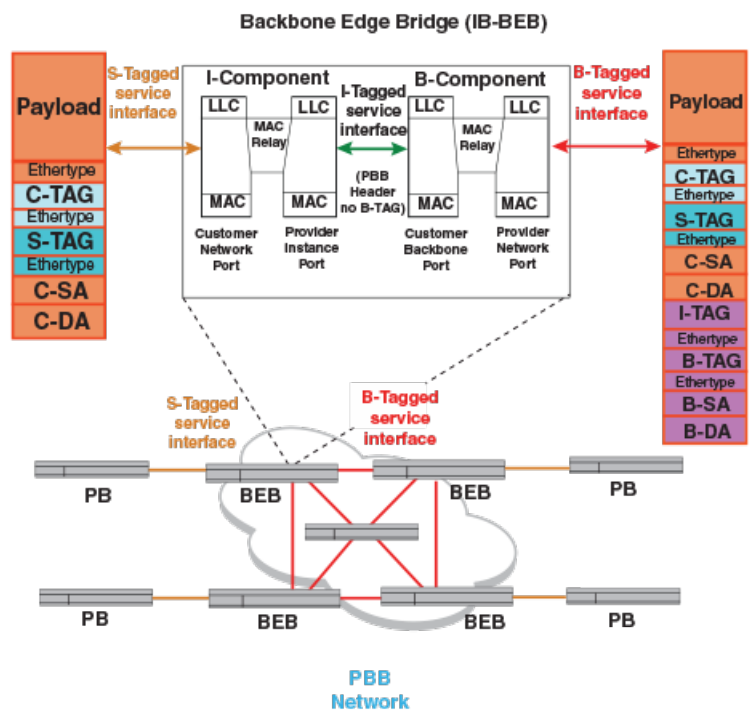 Backbone Edge Bridge (IB-BEB)
S-Tagged
service
interface
Payload
Ethertype
C-TAG
Ethertype
S-TAG
Ethertype
C-SA
C-DA
I-Component
LLC
LLC
MAC
Relay
MAC
MAC
Customer
Network
Port
Provider
Instance
Port
I-Tagged
service
interface
(PBB
Header
no B-TAG)
B-Component
LLC
LLC
MAC
Relay
MAC
MAC
Customer
Backbone
Port
Provider
Network
Port
B-Tagged
service
interface
Payload
Ethertype
C-TAG
Ethertype
S-TAG
Ethertype
C-SA
C-DA
I-TAG
Ethertype
B-TAG
Ethertype
B-SA
B-DA
S-Tagged
service
interface
B-Tagged
service
interface
PB
BEB
BEB
PB
PB
BEB
BEB
PB
PBB
Network